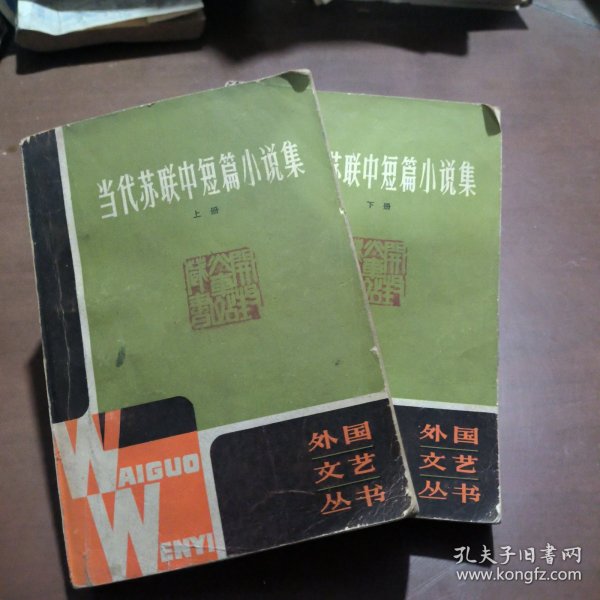 当代苏联中短篇小说集
上册
外国
文艺
丛书
WAIGUO
WENYI
苏联中短篇小说集
下册
外国
文艺
丛书
孔夫子旧书网
www.kongfz.com